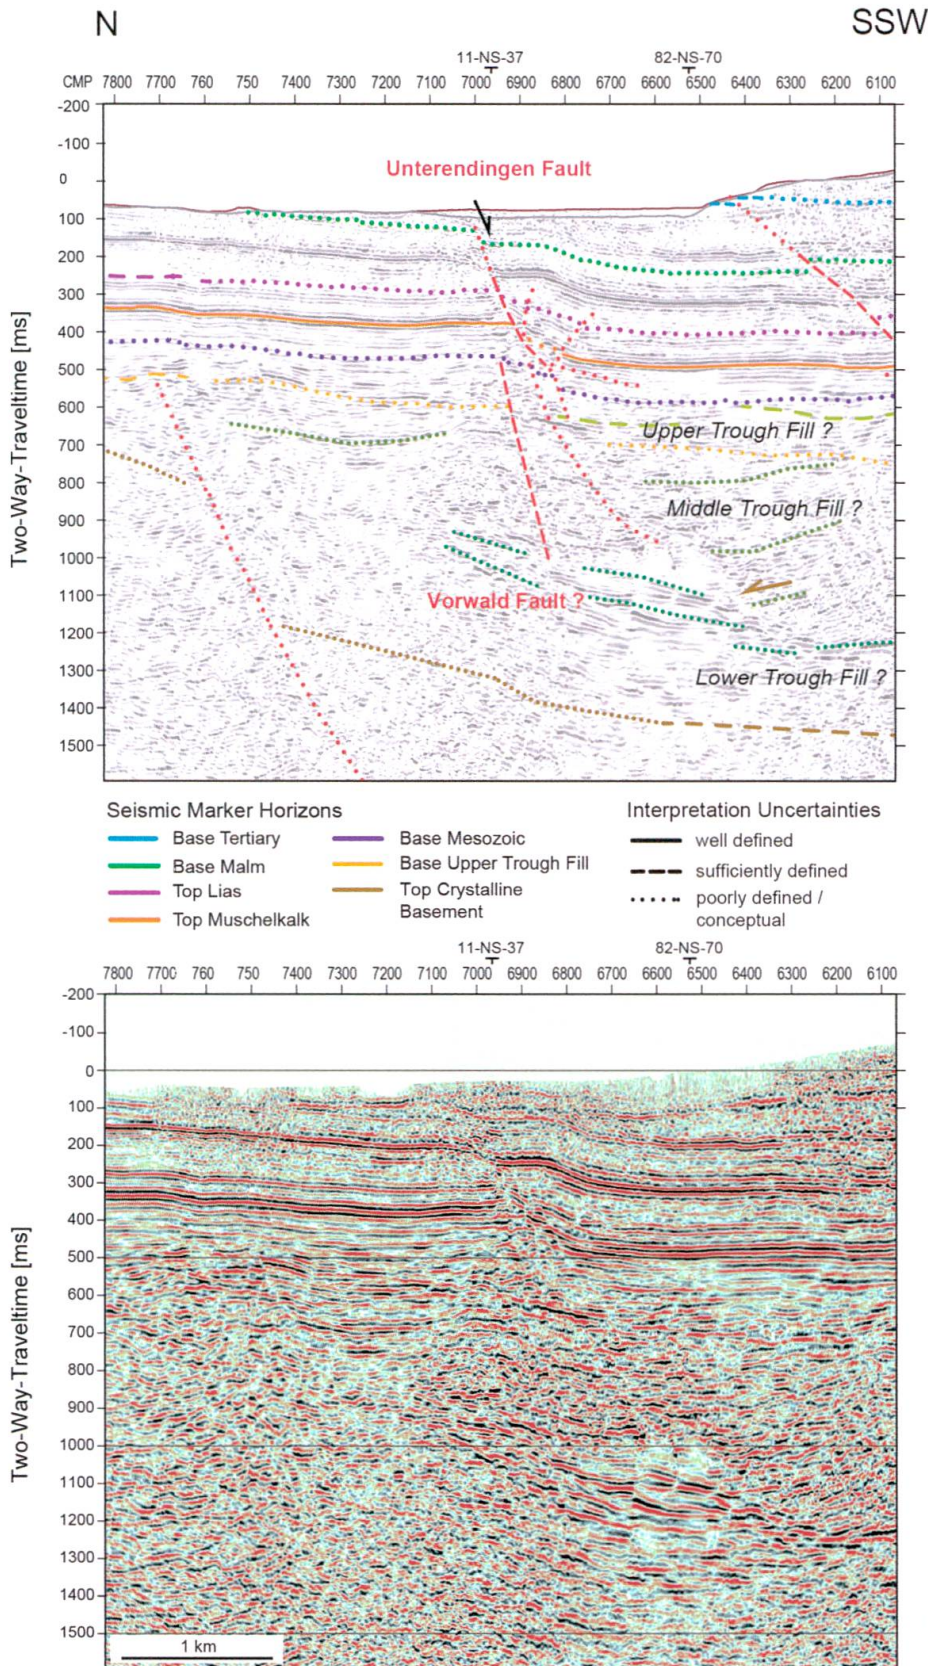 N
SSW
11-NS-37 82-NS-70
CMP 7800 7700 760 7500 7400 7300 7200 7100 7000 6900 6800 6700 6600 6500 6400 6300 6200 6100
-200
-100
0
100
200
300
400
500
600
700
800
900
1000
1100
1200
1300
1400
1500
Two-Way-Traveltime [ms]
Unterendingen Fault
Upper Trough Fill ?
Middle Trough Fill ?
Vorwald Fault ?
Lower Trough Fill ?
Seismic Marker Horizons
Base Tertiary
Base Malm
Top Lias
Top Muschelkalk
Base Mesozoic
Base Upper Trough Fill
Top Crystalline
Basement
Interpretation Uncertainties
well defined
sufficiently defined
poorly defined /
conceptual
11-NS-37 82-NS-70
7800 7700 760 7500 7400 7300 7200 7100 7000 6900 6800 6700 6600 6500 6400 6300 6200 6100
-200
-100
0
100
200
300
400
500
600
700
800
900
1000
1100
1200
1300
1400
1500
Two-Way-Traveltime [ms]
1 km